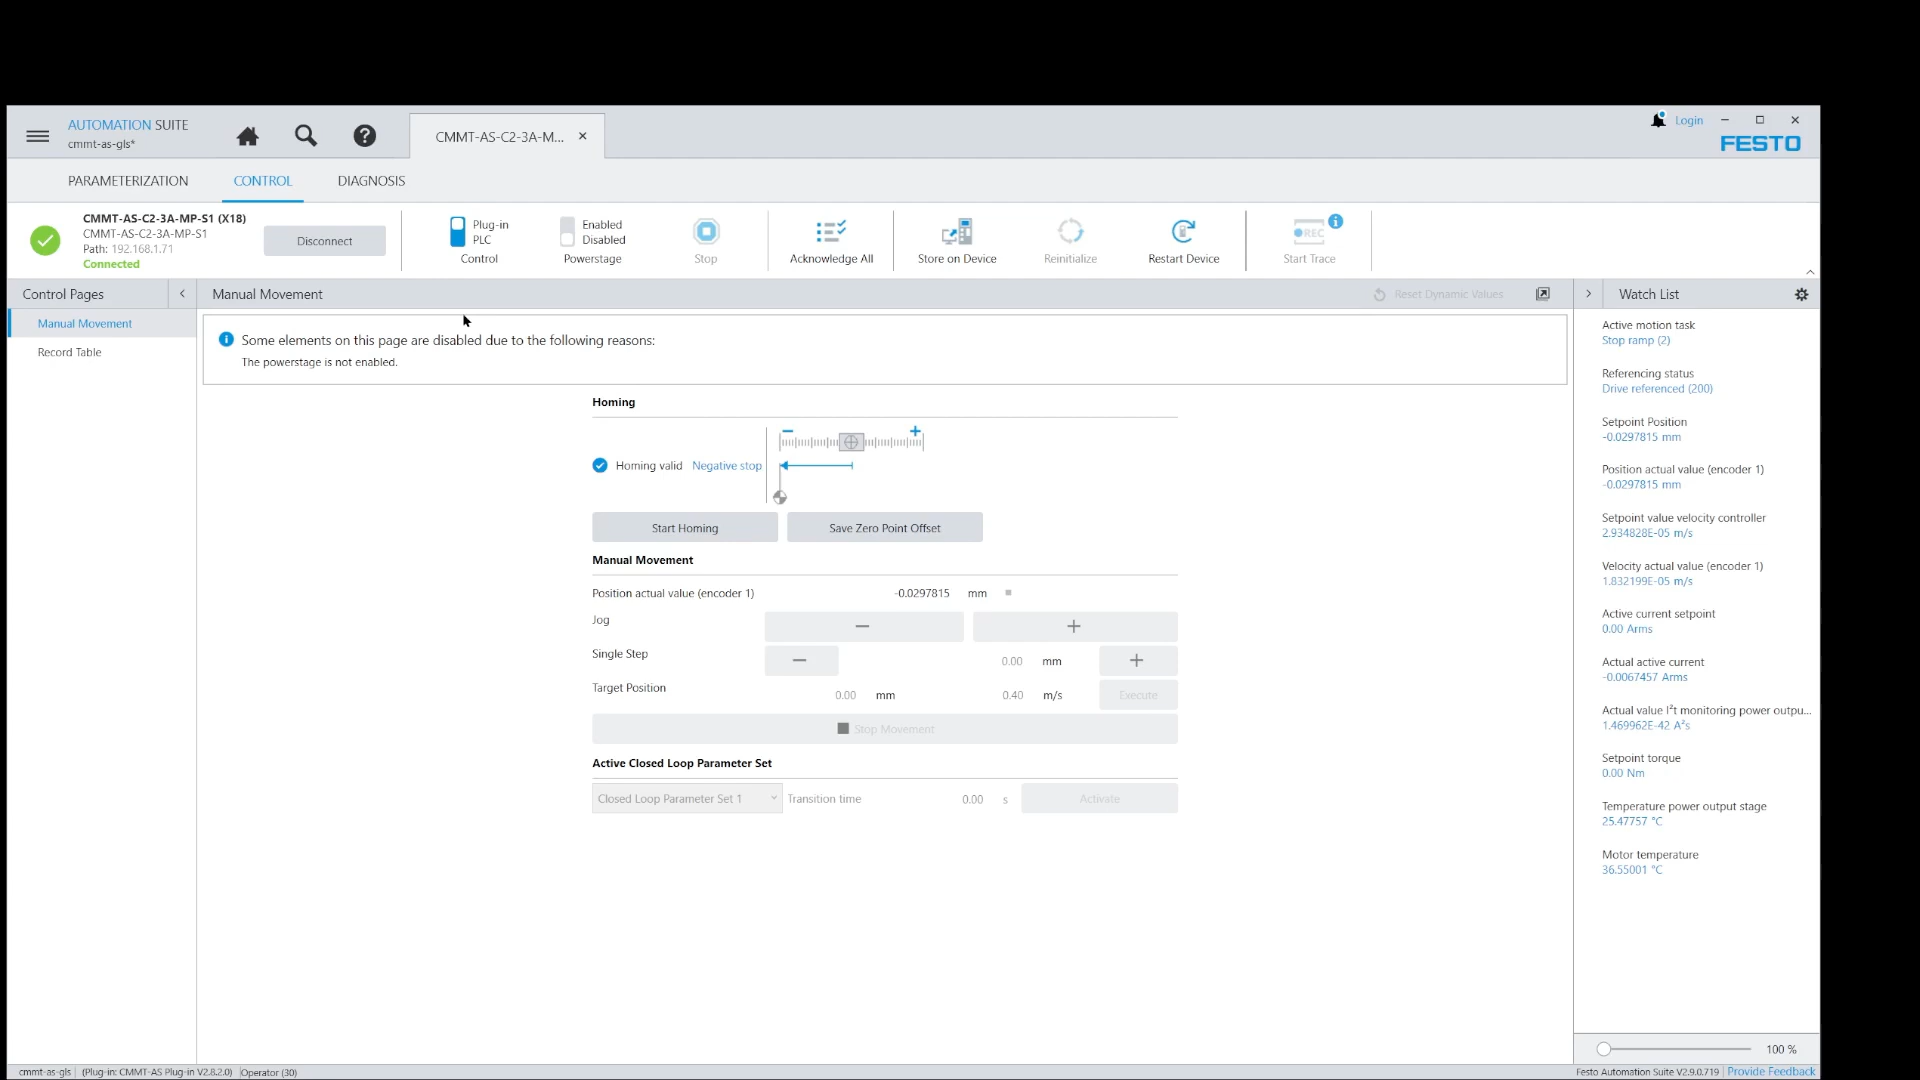 AUTOMATION SUITE
cmmt-as-gls*
CMMT-AS-C2-3A-M...
Login
FESTO
PARAMETERIZATION
CONTROL
DIAGNOSIS
CMMT-AS-C2-3A-MP-S1 (X18)
CMMT-AS-C2-3A-MP-S1
Path: 192.168.1.71
Connected
Disconnect
Plug-in
PLC
Control
Enabled
Disabled
Powerstage
Stop
Acknowledge All
Store on Device
Reinitialize
Restart Device
REC
Start Trace
Control Pages
Manual Movement
Record Table
Manual Movement
Reset Dynamic Values
Some elements on this page are disabled due to the following reasons:
The powerstage is not enabled.
Homing
Homing valid Negative stop
Start Homing
Save Zero Point Offset
Manual Movement
Position actual value (encoder 1) -0.0297815 mm
Jog
Single Step 0.00 mm
Target Position 0.00 mm 0.40 m/s Execute
Stop Movement
Active Closed Loop Parameter Set
Closed Loop Parameter Set 1 Transition time 0.00 s Activate
Watch List
Active motion task
Stop ramp (2)
Referencing status
Drive referenced (200)
Setpoint Position
-0.0297815 mm
Position actual value (encoder 1)
-0.0297815 mm
Setpoint value velocity controller
2.934828E-05 m/s
Velocity actual value (encoder 1)
1.832199E-05 m/s
Active current setpoint
0.00 Arms
Actual active current
-0.0067457 Arms
Actual value I²t monitoring power outpu...
1.469962E-42 A²s
Setpoint torque
0.00 Nm
Temperature power output stage
25.47757 °C
Motor temperature
36.55001 °C
100 %
cmmt-as-gls (Plug-in: CMMT-AS Plug-in V2.8.2.0) Operator (30)
Festo Automation Suite V2.9.0.719 Provide Feedback